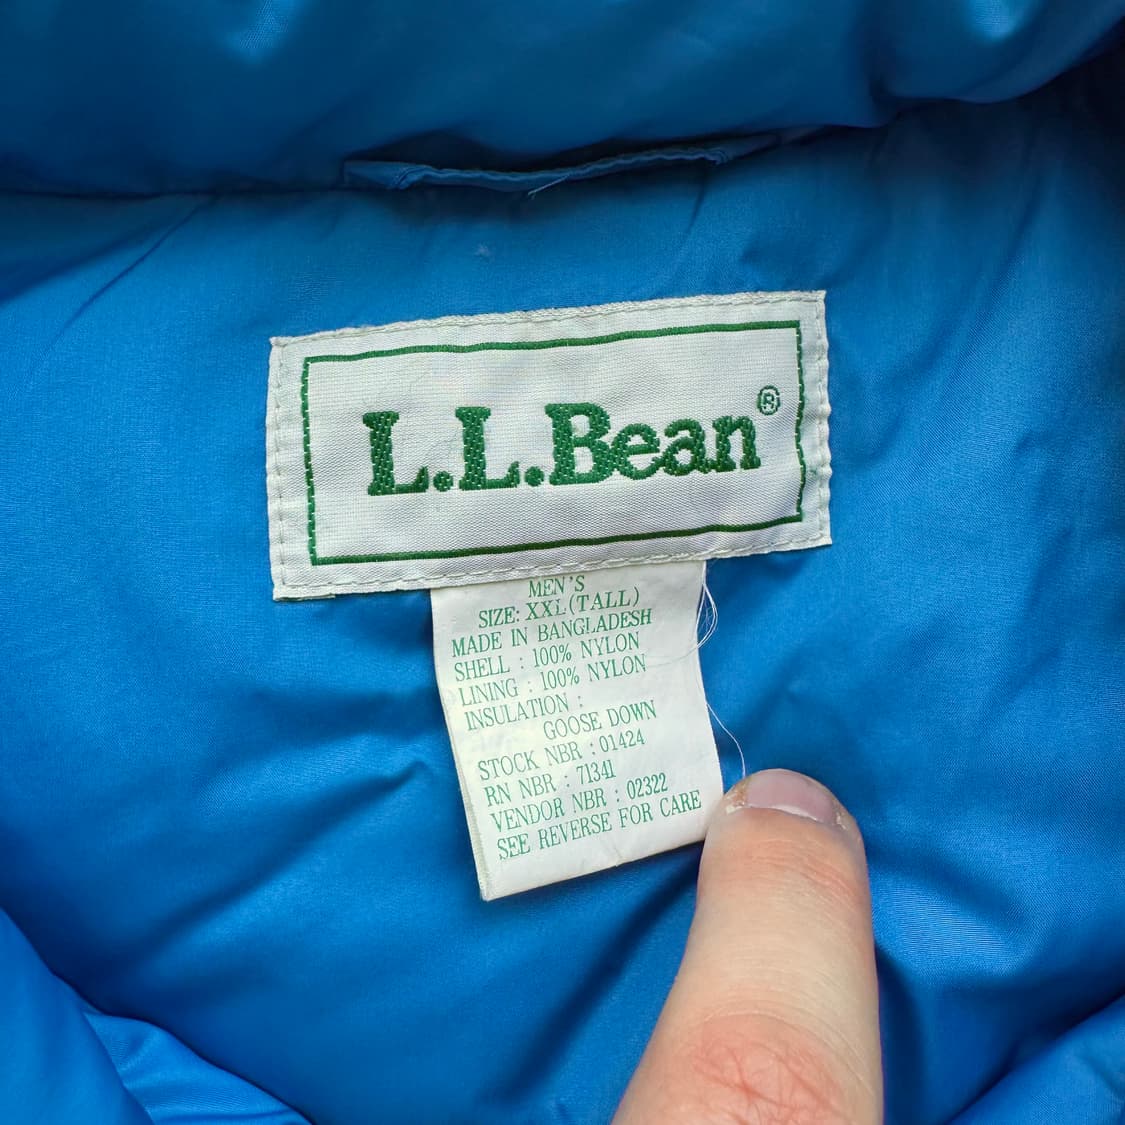 L.L.Bean®
MEN'S
SIZE: XXL(TALL)
MADE IN BANGLADESH
SHELL : 100% NYLON
LINING : 100% NYLON
INSULATION :
GOOSE DOWN
STOCK NBR : 01424
RN NBR : 71341
VENDOR NBR : 02322
SEE REVERSE FOR CARE